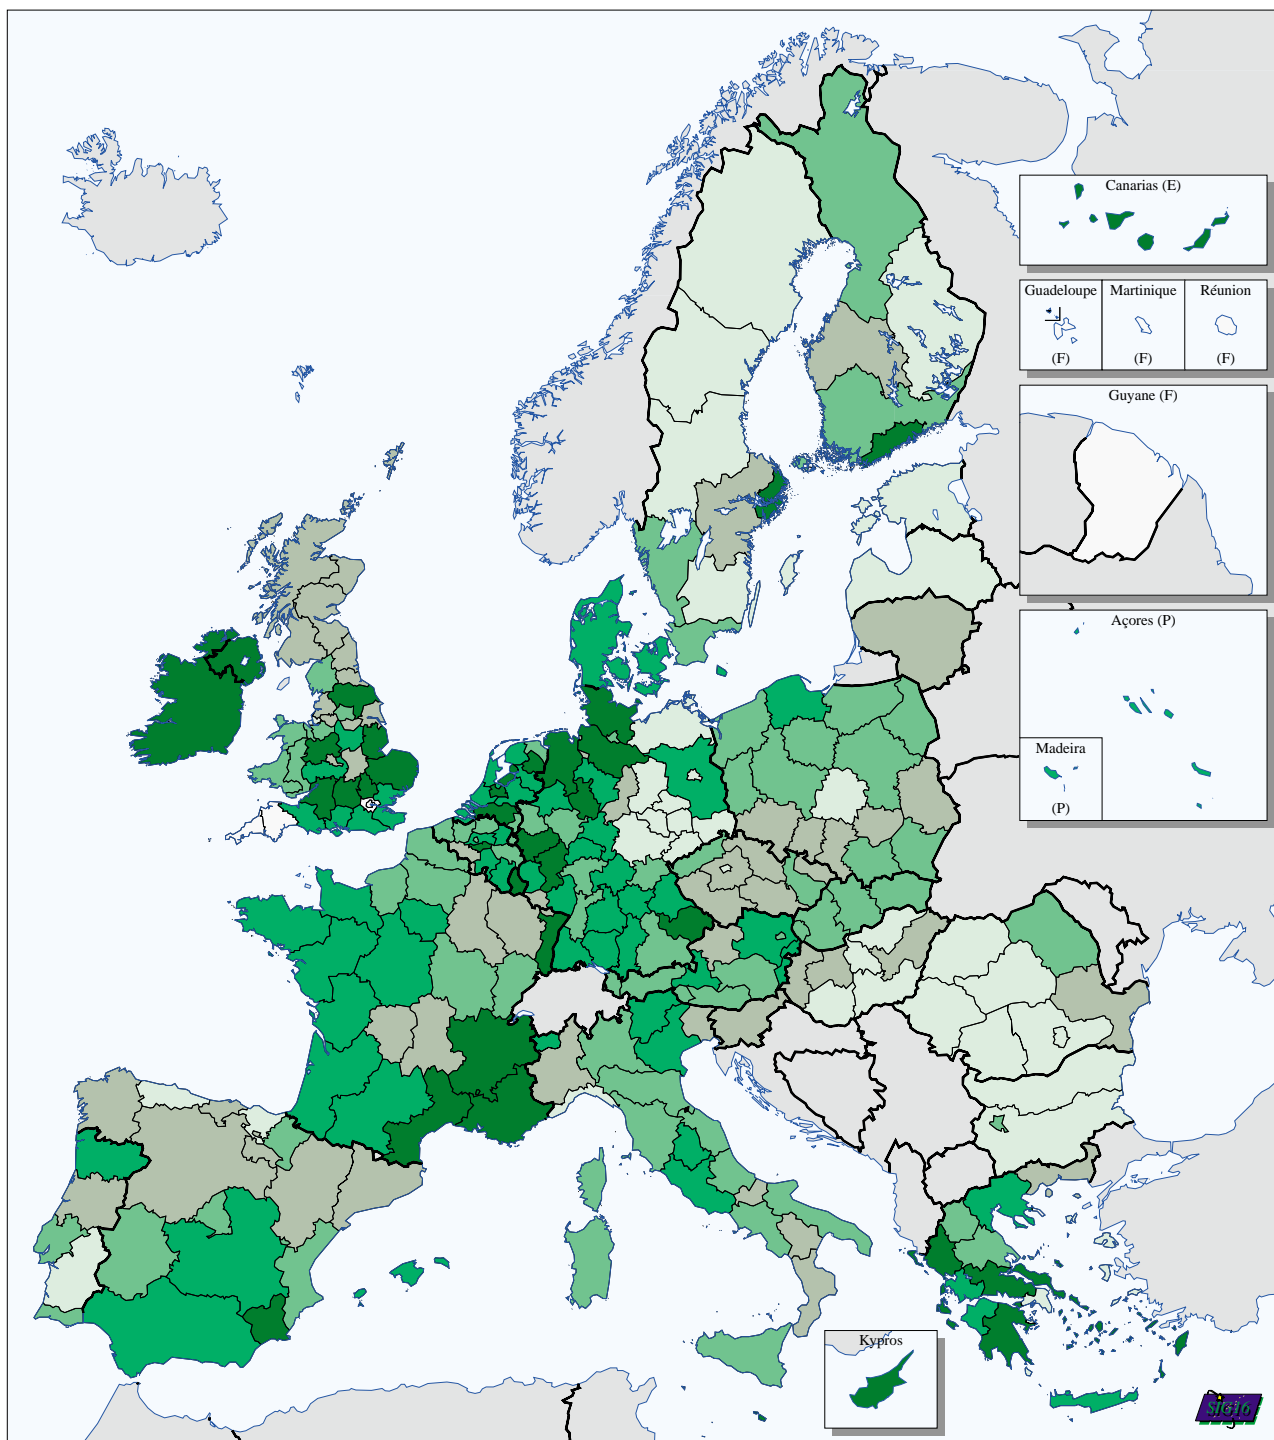 Canarias (E)
Guadeloupe
Martinique
Réunion
(F)
(F)
(F)
Guyane (F)
Açores (P)
Madeira
(P)
Kypros
SIG16